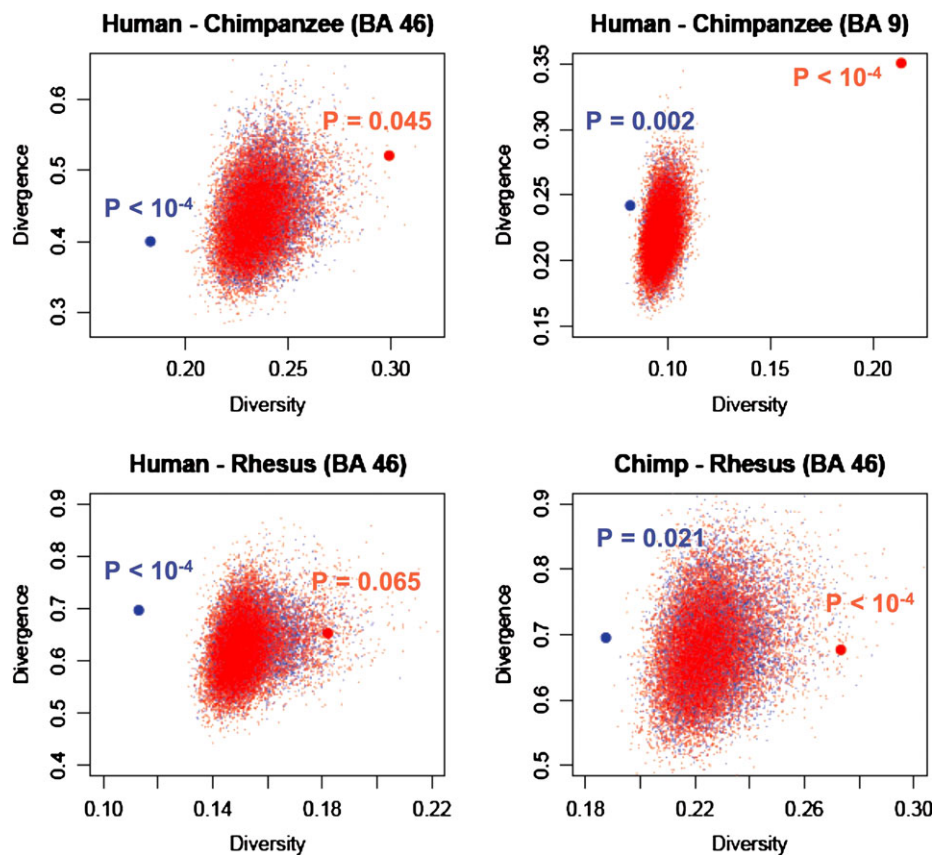 Human - Chimpanzee (BA 46)
Divergence
0.6
0.5
0.4
0.3
P < 10⁻⁴
P = 0.045
0.20
0.25
0.30
Diversity
Human - Chimpanzee (BA 9)
Divergence
0.35
0.30
0.25
0.20
0.15
P = 0.002
P < 10⁻⁴
0.10
0.15
0.20
Diversity
Human - Rhesus (BA 46)
Divergence
0.9
0.8
0.7
0.6
0.5
0.4
P < 10⁻⁴
P = 0.065
0.10
0.14
0.18
0.22
Diversity
Chimp - Rhesus (BA 46)
Divergence
0.9
0.8
0.7
0.6
0.5
P = 0.021
P < 10⁻⁴
0.18
0.22
0.26
0.30
Diversity